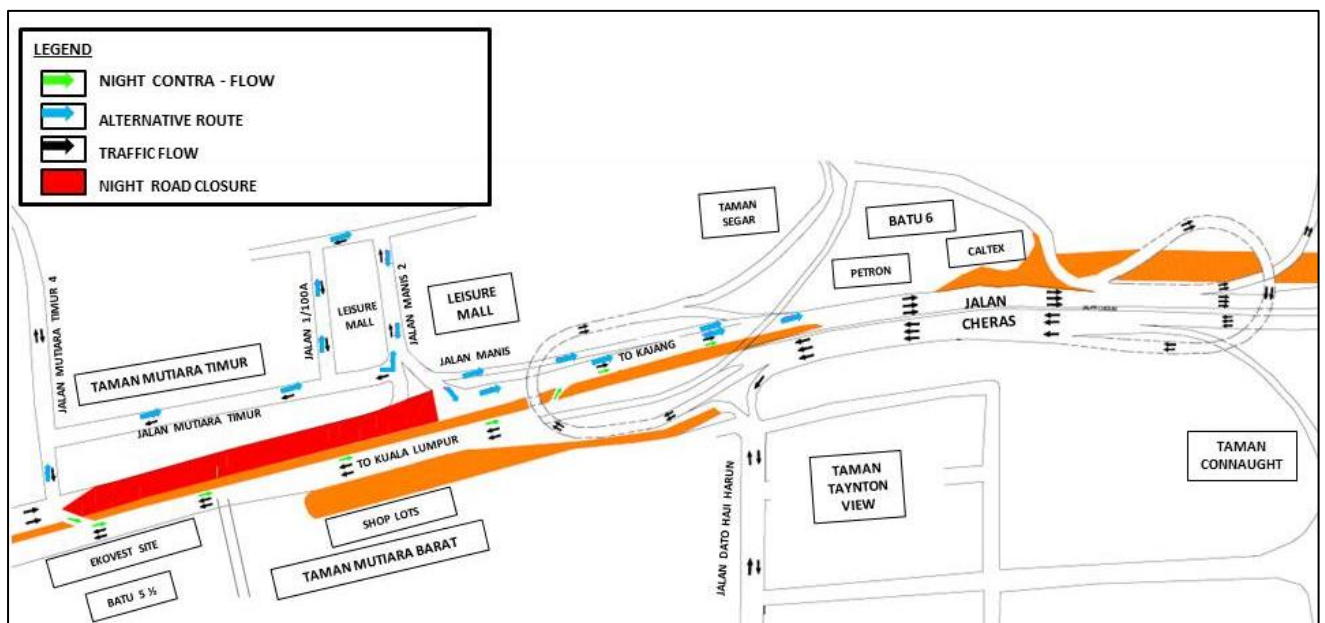 LEGEND
NIGHT CONTRA - FLOW
ALTERNATIVE ROUTE
TRAFFIC FLOW
NIGHT ROAD CLOSURE
TAMAN
SEGAR
BATU 6
CALTEX
PETRON
JALAN
CHERAS
JALAN MUTIARA TIMUR 4
JALAN 1/100A
LEISURE
MALL
JALAN MANIS 2
LEISURE
MALL
JALAN MANIS
TO KAJANG
TAMAN MUTIARA TIMUR
JALAN MUTIARA TIMUR
TO KUALA LUMPUR
SHOP LOTS
TAMAN MUTIARA BARAT
EKOVEST SITE
BATU 5 ½
JALAN DATO HAJI HARUN
TAMAN
TAYNTON
VIEW
TAMAN
CONNAUGHT